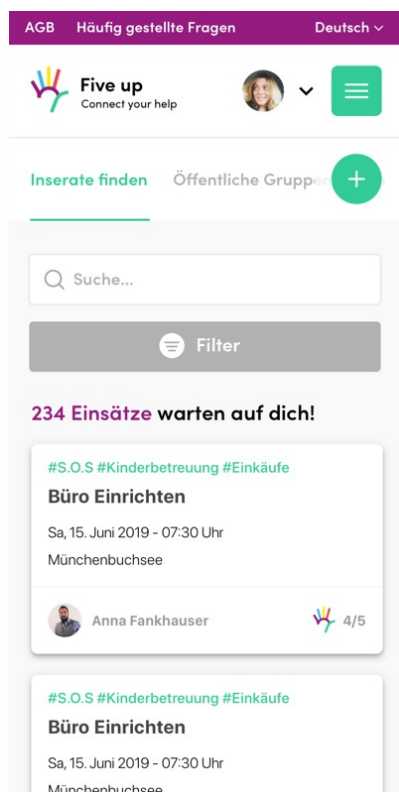 AGB Häufig gestellte Fragen Deutsch
Five up
Connect your help
Inserate finden Öffentliche Gruppen
Suche...
Filter
234 Einsätze warten auf dich!
#S.O.S #Kinderbetreuung #Einkäufe
Büro Einrichten
Sa, 15. Juni 2019 - 07:30 Uhr
Münchenbuchsee
Anna Fankhauser 4/5
#S.O.S #Kinderbetreuung #Einkäufe
Büro Einrichten
Sa, 15. Juni 2019 - 07:30 Uhr
Münchenbuchsee